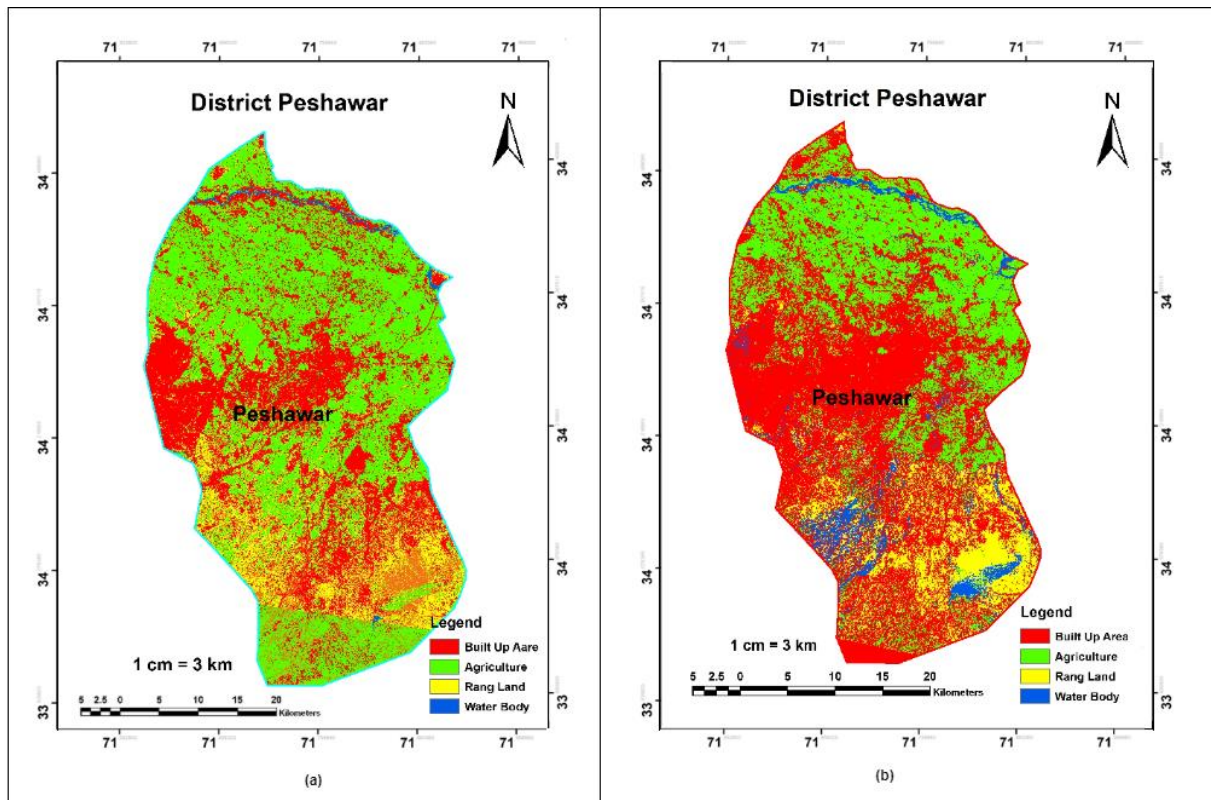 71 71 71 71 71
District Peshawar
N
34 34
34 34
34 34
Peshawar
34 34
Legend
Built Up Aare
Agriculture
Rang Land
Water Body
1 cm = 3 km
5 2.5 0 5 10 15 20
Kilometers
33 33
71 71 71 71 71
(a)
71 71 71 71 71
District Peshawar
N
34 34
34 34
Peshawar
34 34
34 34
Legend
Built Up Area
Agriculture
Rang Land
Water Body
1 cm = 3 km
5 2.5 0 5 10 15 20
Kilometers
33 33
71 71 71 71 71
(b)